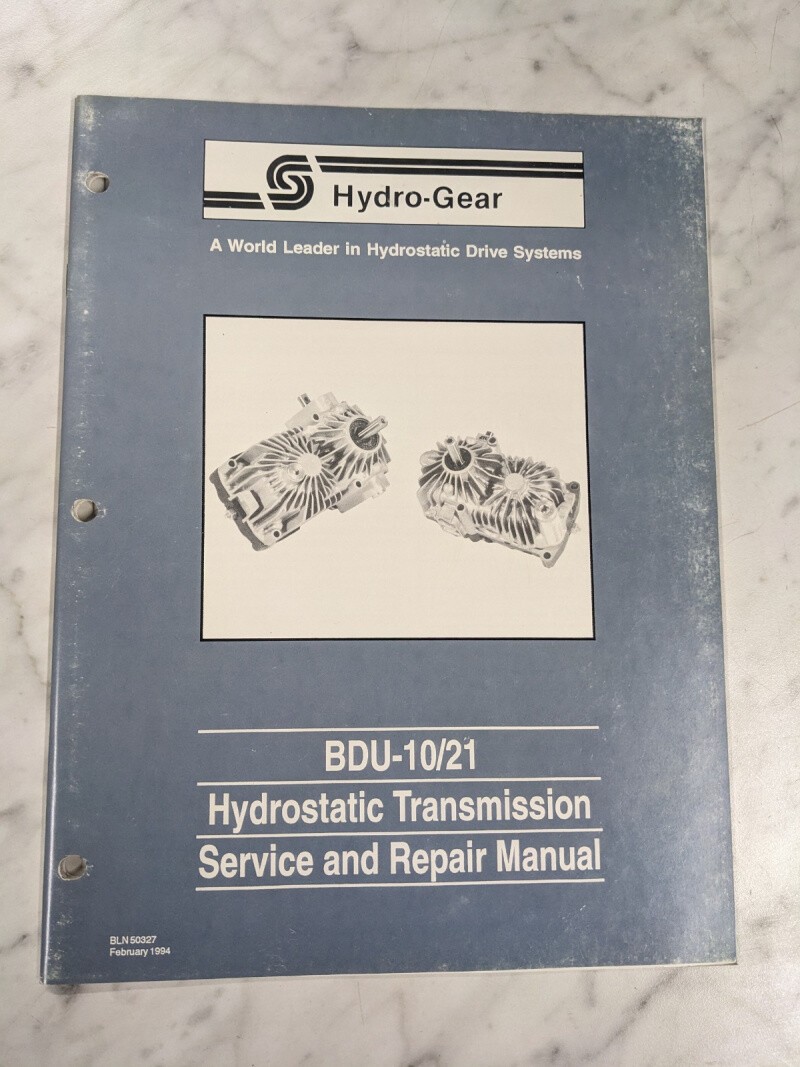 Hydro-Gear
A World Leader in Hydrostatic Drive Systems
BDU-10/21
Hydrostatic Transmission
Service and Repair Manual
BLN 50327
February 1994